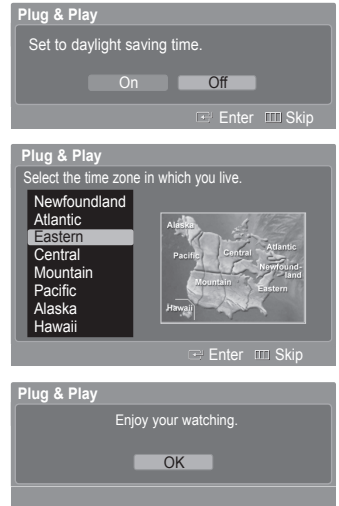 Plug & Play
Set to daylight saving time.
On Off
Enter Skip
Plug & Play
Select the time zone in which you live.
Newfoundland
Atlantic
Eastern
Central
Mountain
Pacific
Alaska
Hawaii
Alaska
Pacific Central Atlantic
Newfound-
land
Mountain Eastern
Hawaii
Enter Skip
Plug & Play
Enjoy your watching.
OK